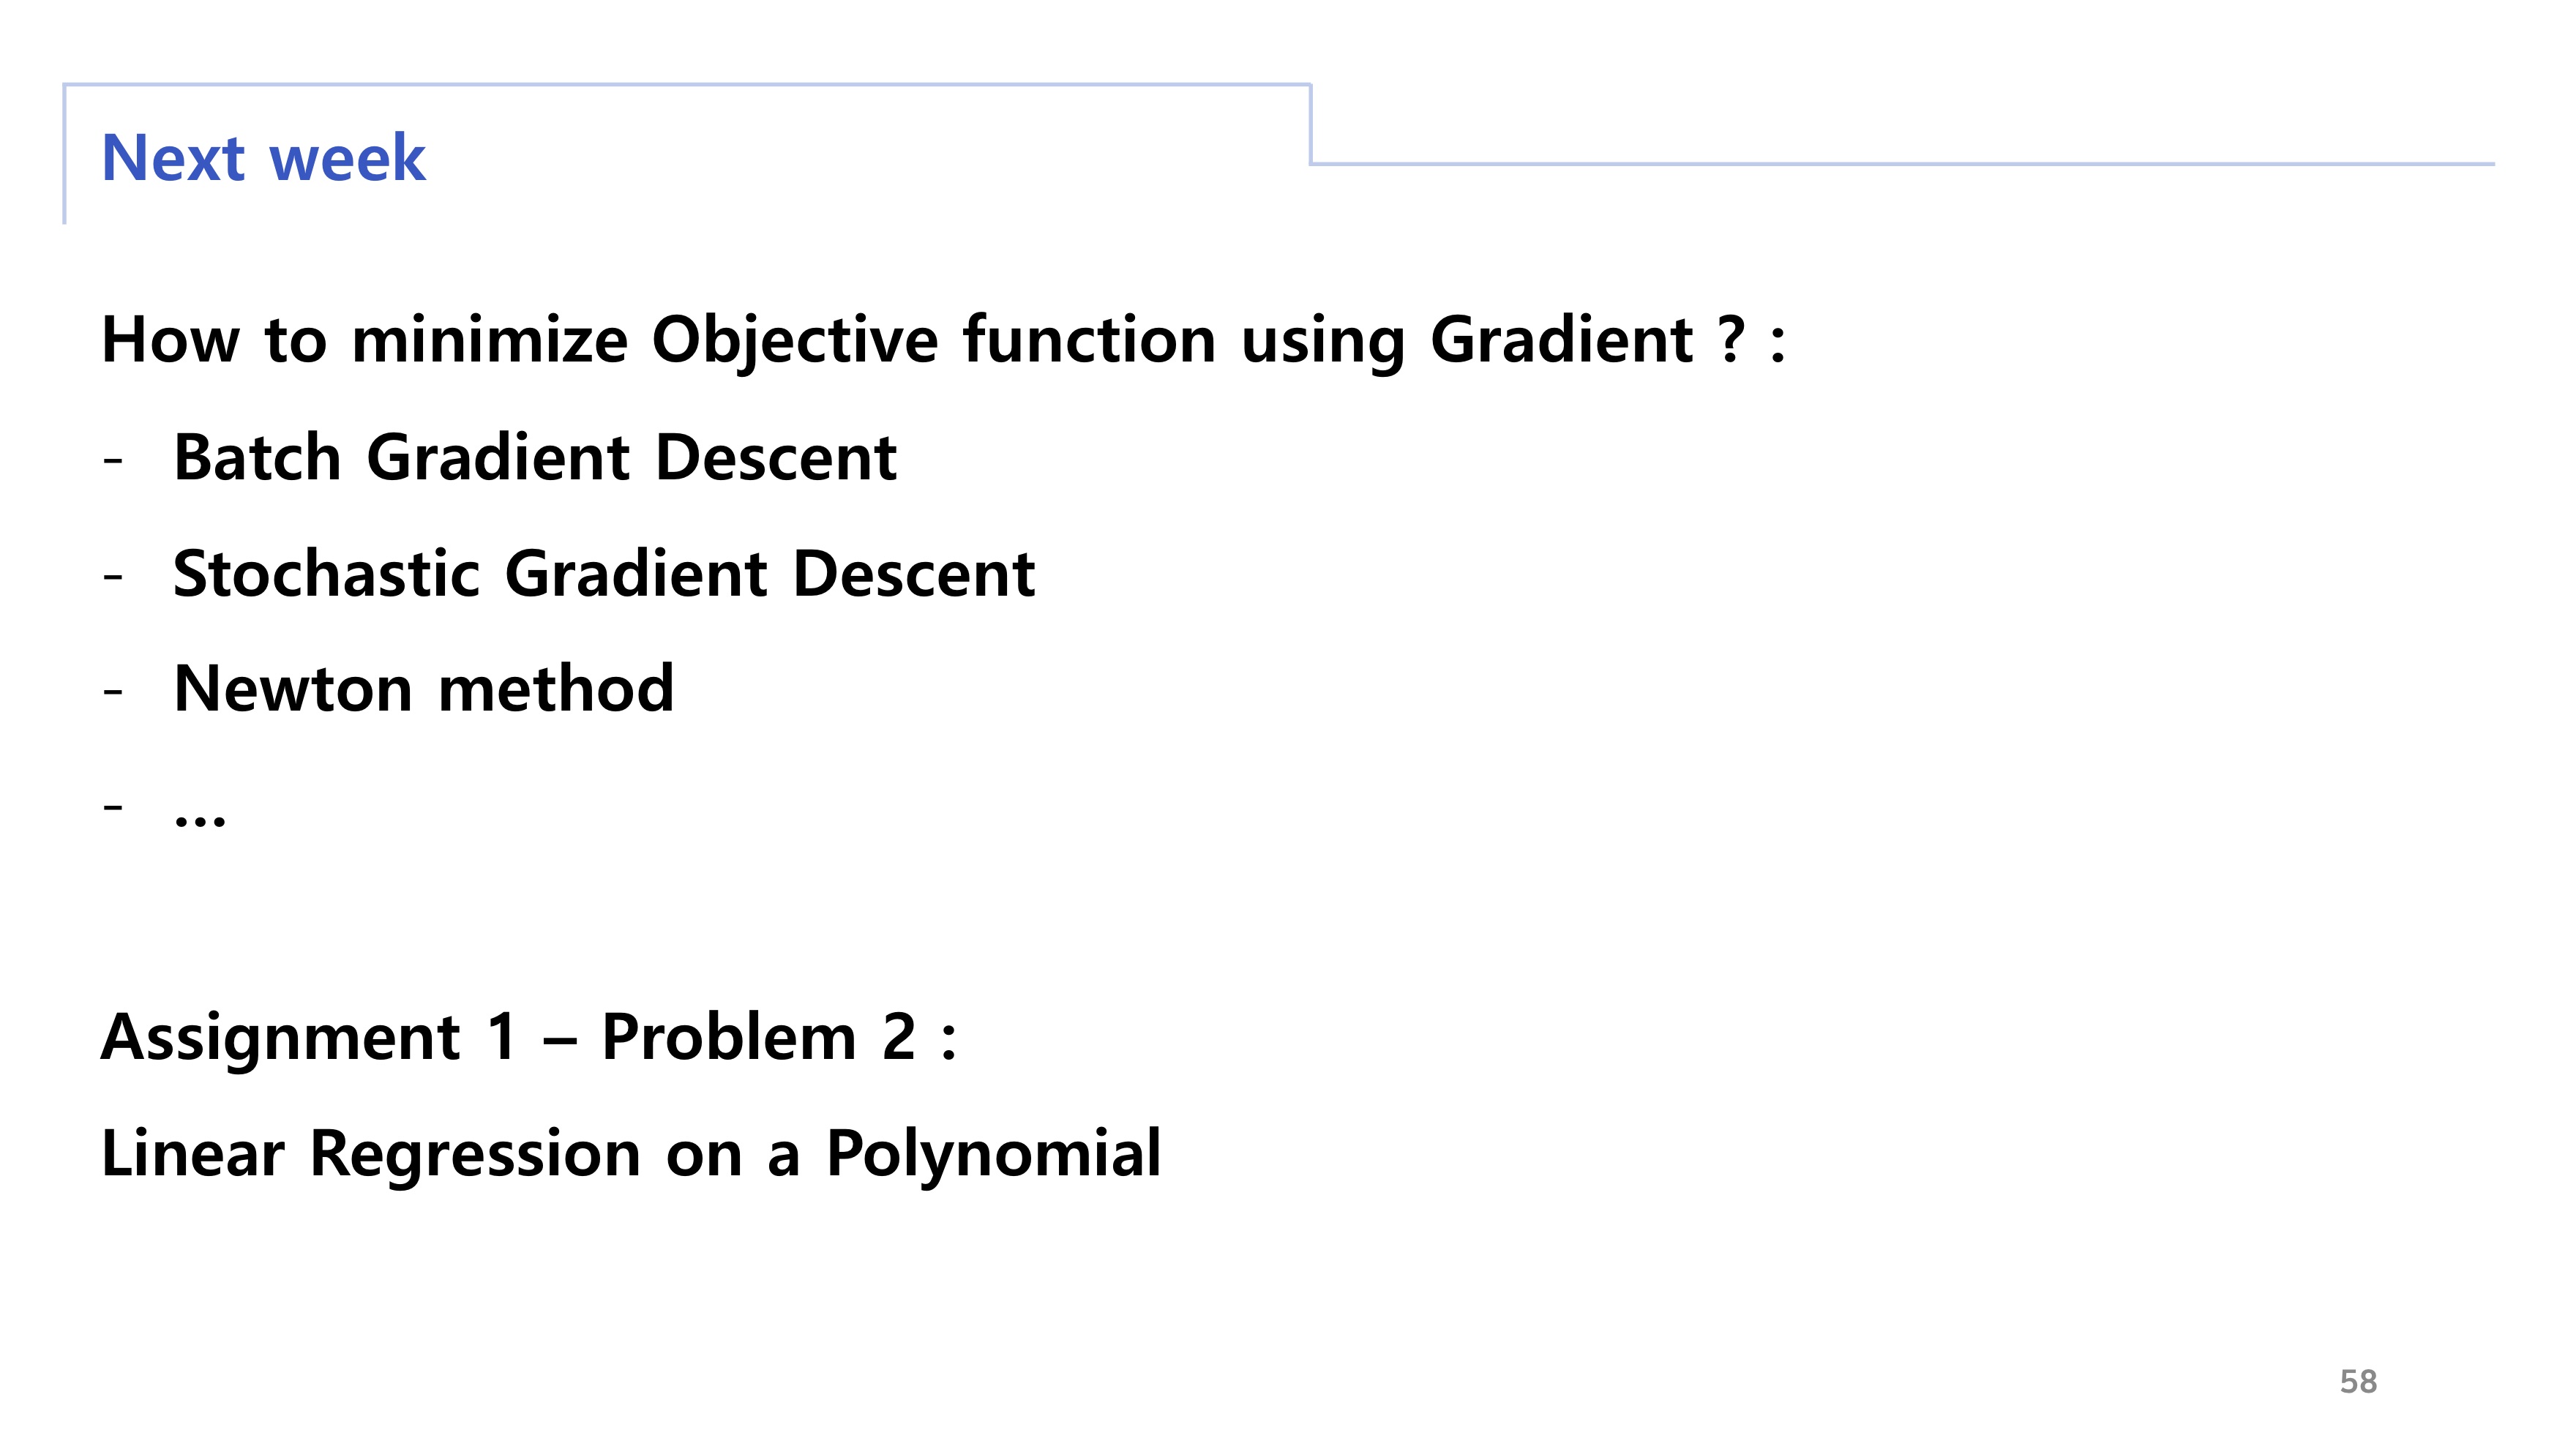 Next week
How to minimize Objective function using Gradient ? :
- Batch Gradient Descent
- Stochastic Gradient Descent
- Newton method
- ...
Assignment 1 – Problem 2 :
Linear Regression on a Polynomial
58